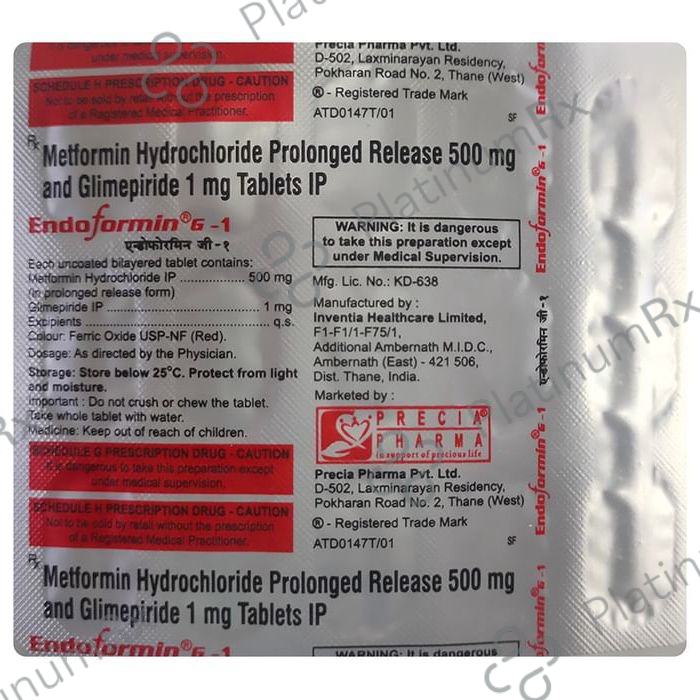 is dangerous
under medical supervision.
SCHEDULE H PRESCRIPTION DRUG - CAUTION
Not to be sold by retail without the prescription
of a Registered Medical Practitioner.
Precia Pharma Pvt. Ltd.
D-502, Laxminarayan Residency,
Pokharan Road No. 2, Thane (West)
® - Registered Trade Mark
ATD0147T/01 SF
Rx
Metformin Hydrochloride Prolonged Release 500 mg
and Glimepiride 1 mg Tablets IP
Endoformin® G-1
एन्डोफोरमिन जी-१
Each uncoated bilayered tablet contains:
Metformin Hydrochloride IP .................. 500 mg
(in prolonged release form)
Glimepiride IP ................................. 1 mg
Excipients ....................................... q.s.
Colour: Ferric Oxide USP-NF (Red).
Dosage: As directed by the Physician.
Storage: Store below 25°C. Protect from light
and moisture.
Important : Do not crush or chew the tablet.
Take whole tablet with water.
Medicine: Keep out of reach of children.
SCHEDULE G PRESCRIPTION DRUG - CAUTION
It is dangerous to take this preparation except
under medical supervision.
SCHEDULE H PRESCRIPTION DRUG - CAUTION
Not to be sold by retail without the prescription
of a Registered Medical Practitioner.
WARNING: It is dangerous
to take this preparation except
under Medical Supervision.
Mfg. Lic. No.: KD-638
Manufactured by :
Inventia Healthcare Limited,
F1-F1/1-F75/1,
Additional Ambernath M.I.D.C.,
Ambernath (East) - 421 506,
Dist. Thane, India.
Marketed by :
PRECIA®
PHARMA
in support of precious life
Precia Pharma Pvt. Ltd.
D-502, Laxminarayan Residency,
Pokharan Road No. 2, Thane (West)
® - Registered Trade Mark
ATD0147T/01 SF
Rx
Metformin Hydrochloride Prolonged Release 500 mg
and Glimepiride 1 mg Tablets IP
Endoformin® G-1
WARNING: It is dangerous
Endoformin® G-1
Endoformin® G-1
एन्डोफोरमिन जी-१
Endoformin® G-1
Endoformin® G-1
PlatinumRx
PlatinumRx
PlatinumRx